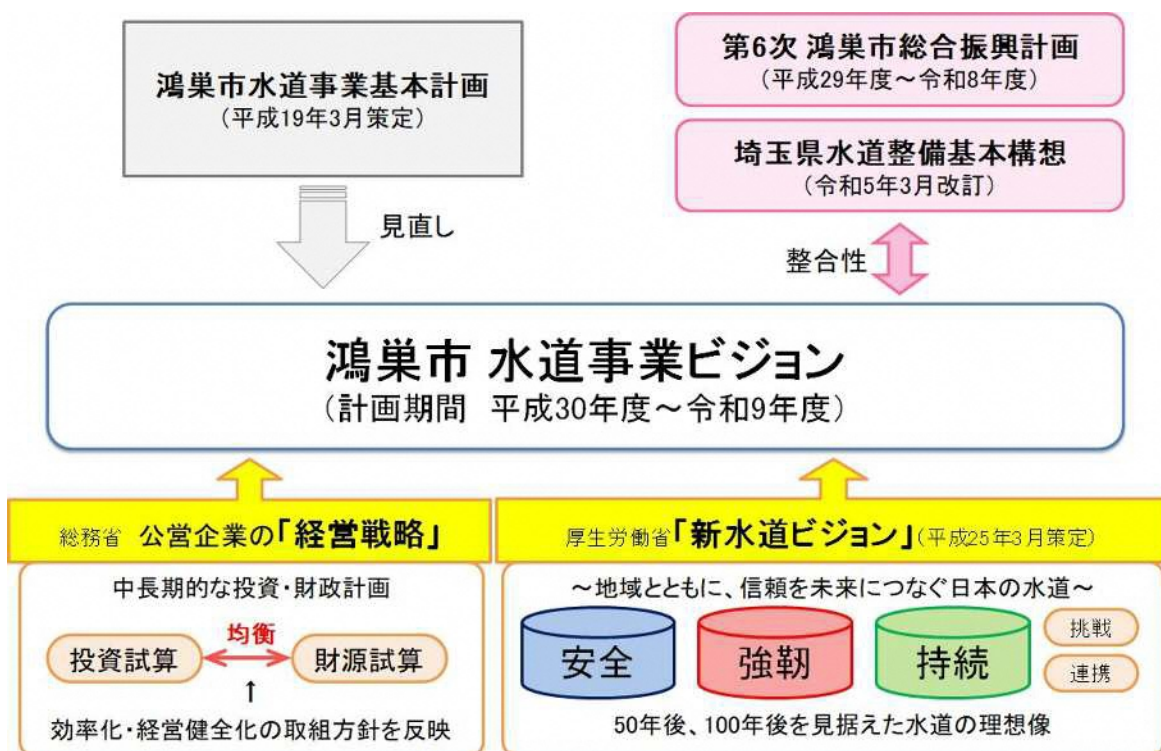 鴻巣市水道事業基本計画
(平成19年3月策定)
第6次 鴻巣市総合振興計画
(平成29年度～令和8年度)
埼玉県水道整備基本構想
(令和5年3月改訂)
見直し
整合性
鴻巣市 水道事業ビジョン
(計画期間 平成30年度～令和9年度)
総務省 公営企業の「経営戦略」
中長期的な投資・財政計画
均衡
投資試算
財源試算
↑
効率化・経営健全化の取組方針を反映
厚生労働省「新水道ビジョン」(平成25年3月策定)
～地域とともに、信頼を未来につなぐ日本の水道～
安全
強靭
持続
挑戦
連携
50年後、100年後を見据えた水道の理想像